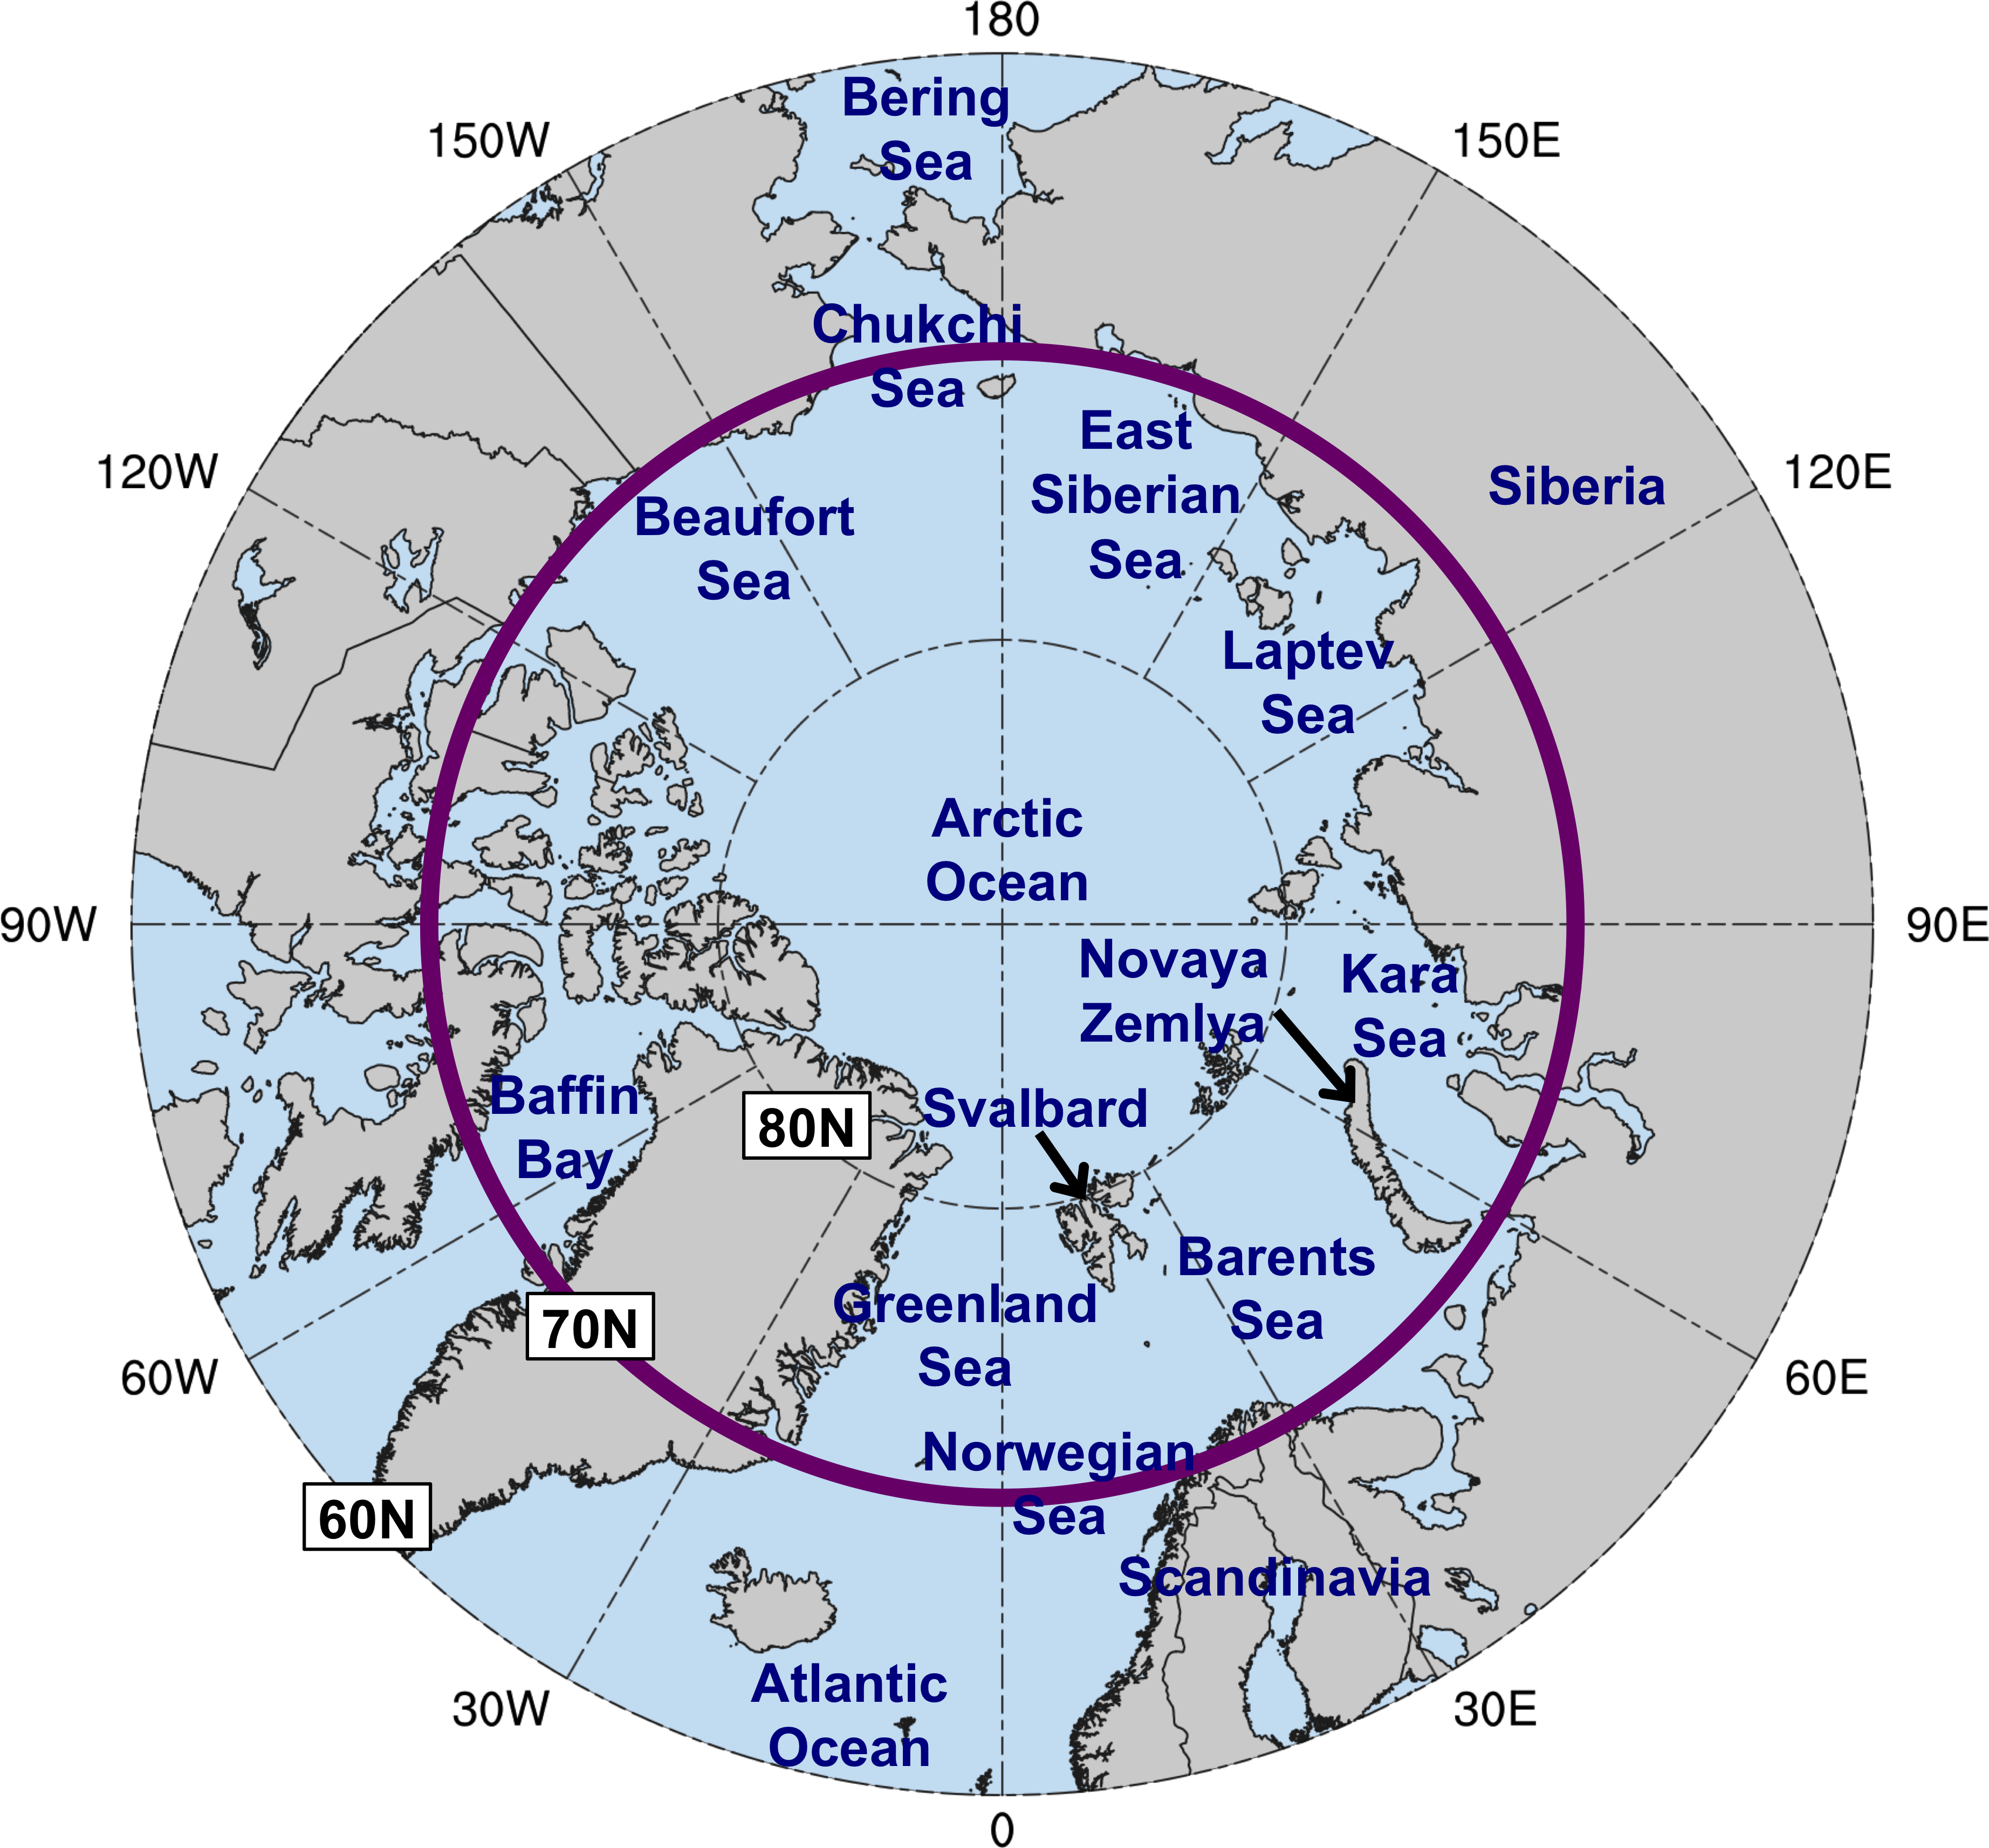 180
Bering
Sea
150W
150E
Chukchi
Sea
East
Siberian
Sea
120W
120E
Siberia
Beaufort
Sea
Laptev
Sea
Arctic
Ocean
90W
90E
Novaya
Zemlya
Kara
Sea
Baffin
Bay
80N
Svalbard
Barents
Sea
Greenland
Sea
70N
60W
60E
Norwegian
Sea
60N
Scandinavia
Atlantic
Ocean
30W
30E
0